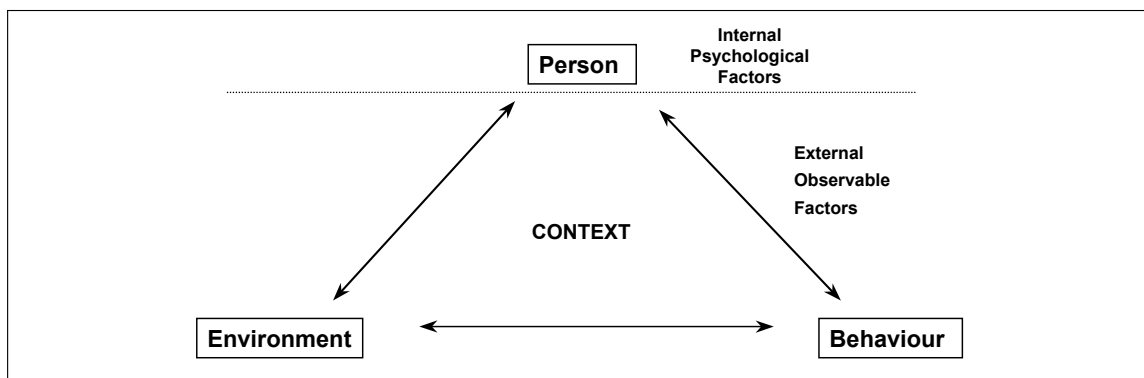 Person
Internal
Psychological
Factors
External
Observable
Factors
CONTEXT
Environment
Behaviour